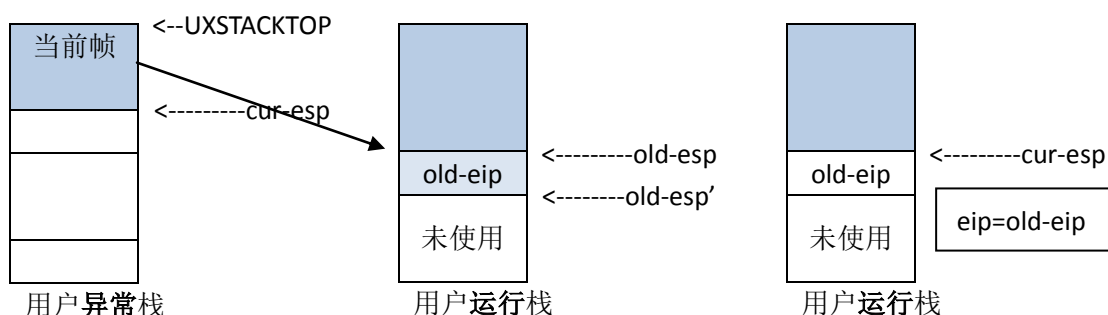 当前帧
<--UXSTACKTOP
<---------cur-esp
用户异常栈
old-eip
未使用
<---------old-esp
<--------old-esp’
用户运行栈
old-eip
未使用
<---------cur-esp
eip=old-eip
用户运行栈